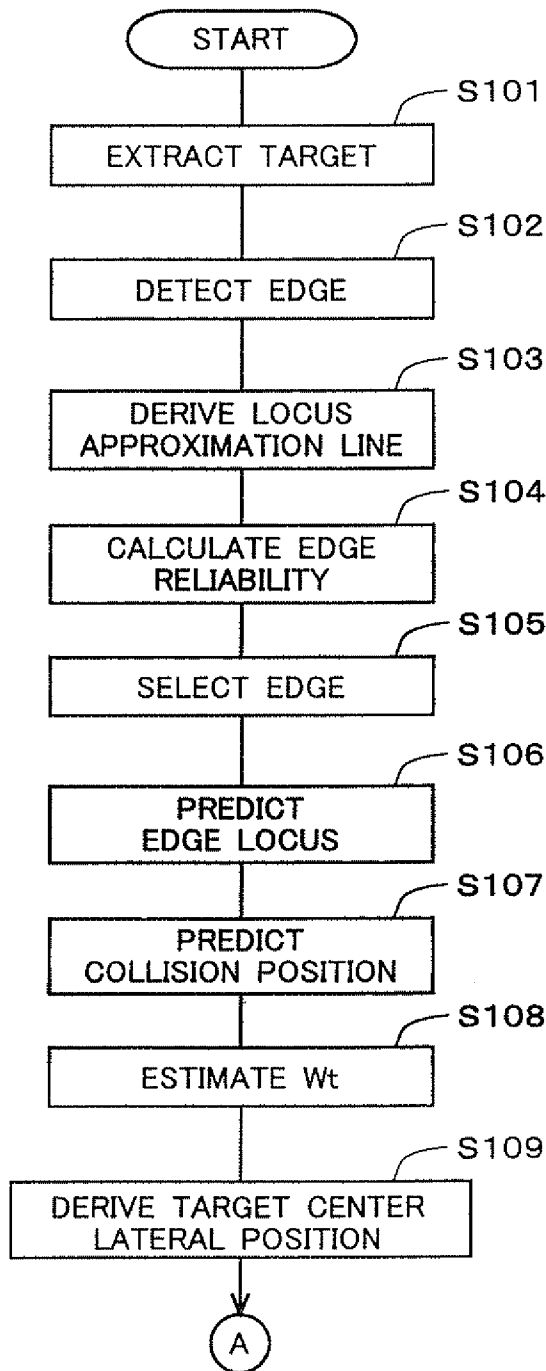 START
S101
EXTRACT TARGET
S102
DETECT EDGE
S103
DERIVE LOCUS
APPROXIMATION LINE
S104
CALCULATE EDGE
RELIABILITY
S105
SELECT EDGE
S106
PREDICT
EDGE LOCUS
S107
PREDICT
COLLISION POSITION
S108
ESTIMATE Wt
S109
DERIVE TARGET CENTER
LATERAL POSITION
A